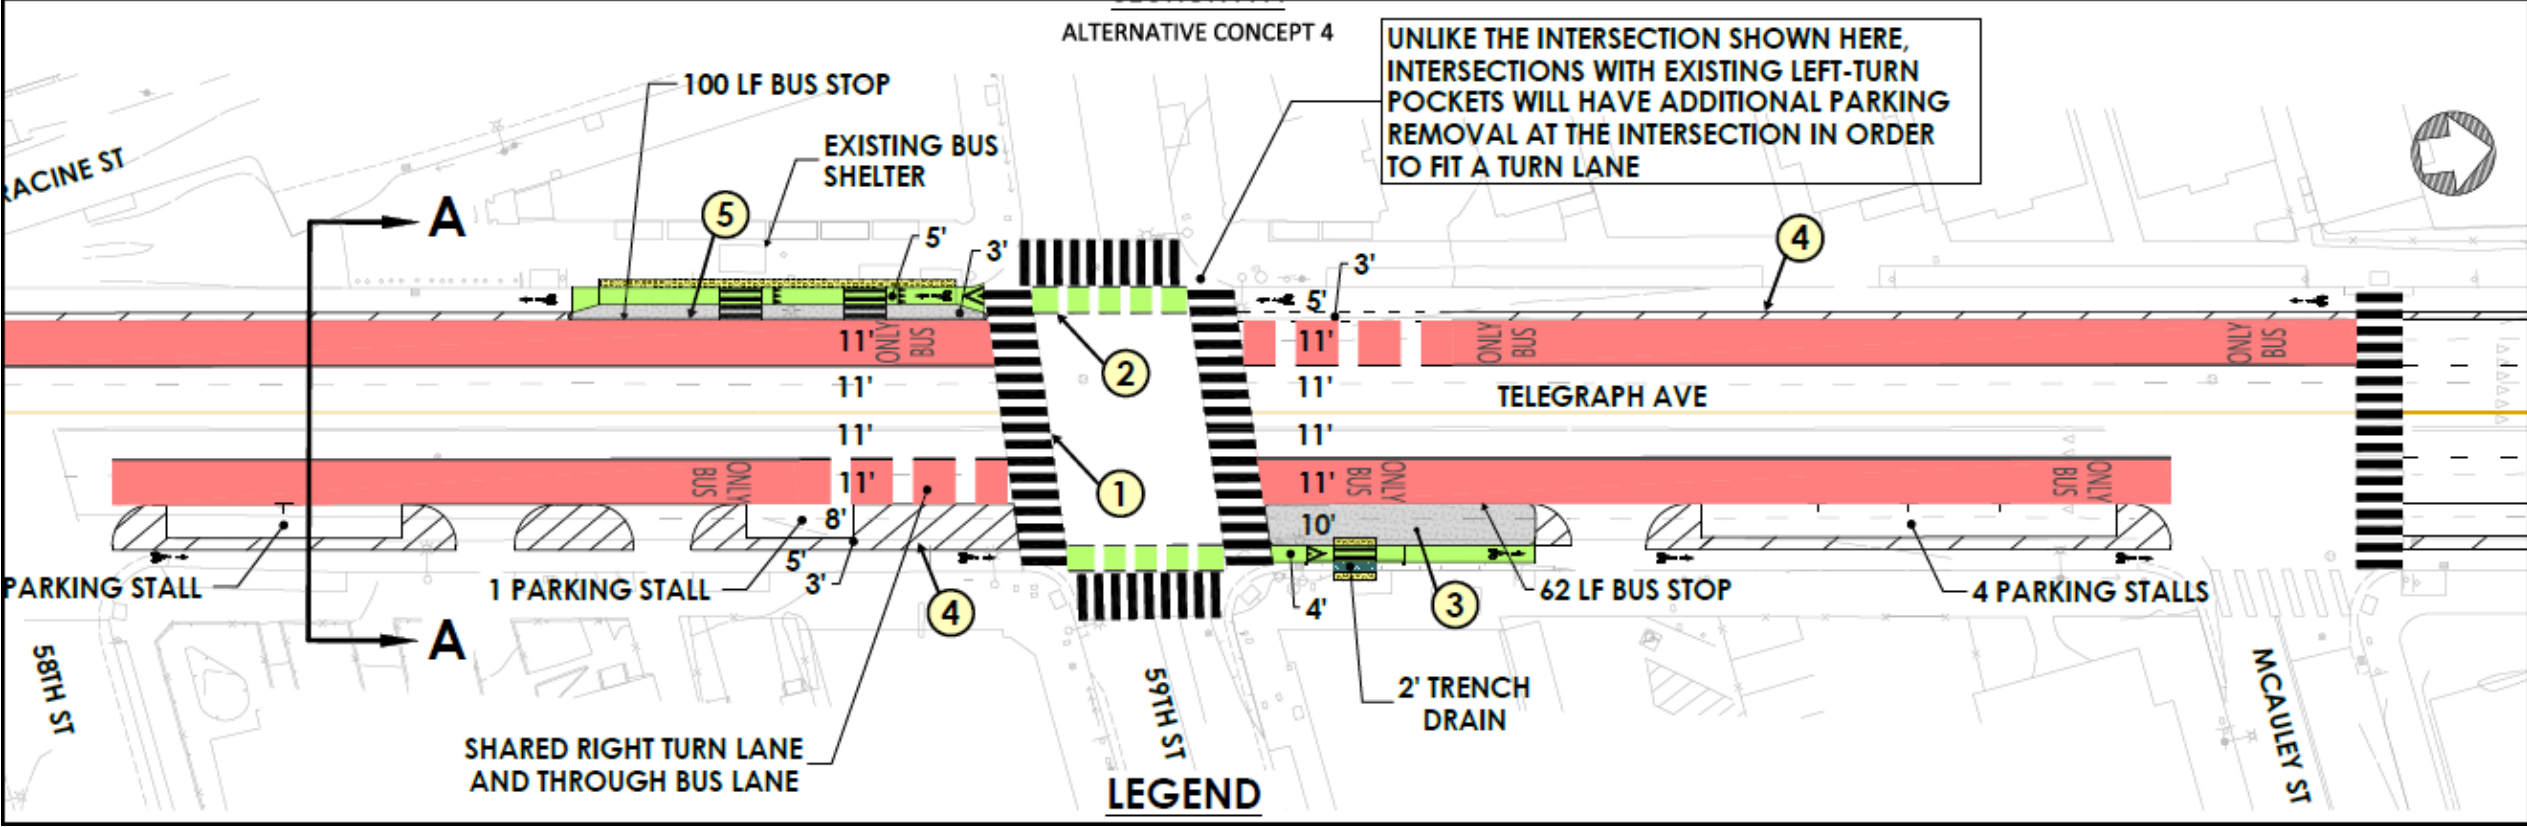 ALTERNATIVE CONCEPT 4
UNLIKE THE INTERSECTION SHOWN HERE,
INTERSECTIONS WITH EXISTING LEFT-TURN
POCKETS WILL HAVE ADDITIONAL PARKING
REMOVAL AT THE INTERSECTION IN ORDER
TO FIT A TURN LANE
100 LF BUS STOP
EXISTING BUS
SHELTER
RACINE ST
A
5
5'
3'
3'
4
5'
11'
ONLY
BUS
11'
ONLY
BUS
ONLY
BUS
2
11'
11'
TELEGRAPH AVE
11'
11'
BUS
ONLY
11'
1
11'
BUS
ONLY
BUS
ONLY
8'
10'
5'
3'
PARKING STALL
1 PARKING STALL
4
4'
3
62 LF BUS STOP
4 PARKING STALLS
A
58TH ST
59TH ST
2' TRENCH
DRAIN
MCAULEY ST
SHARED RIGHT TURN LANE
AND THROUGH BUS LANE
LEGEND